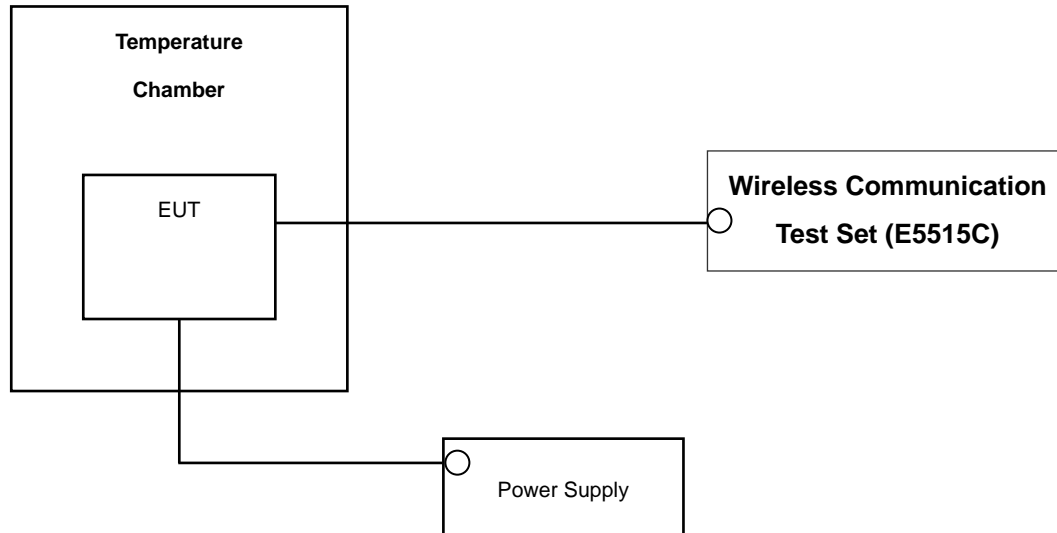 Temperature
Chamber
EUT
Wireless Communication
Test Set (E5515C)
Power Supply